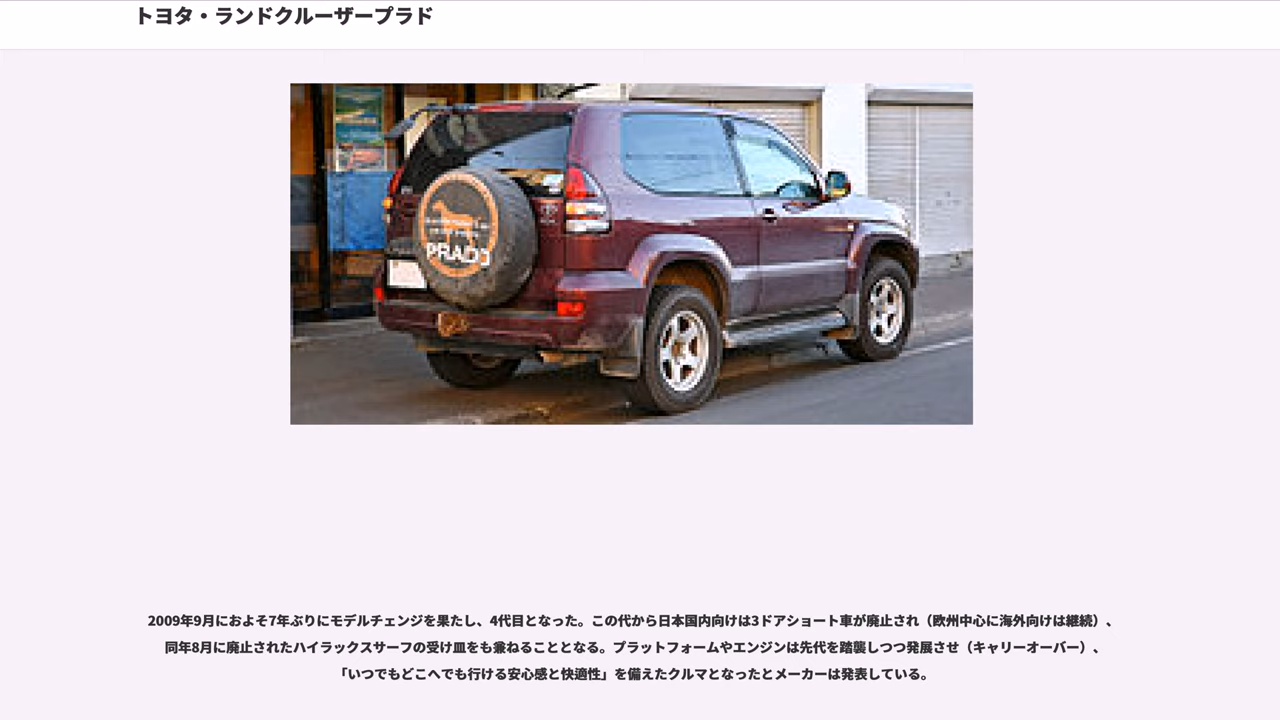 トヨタ・ランドクルーザープラド
PRADO
2009年9月におよそ7年ぶりにモデルチェンジを果たし、4代目となった。この代から日本国内向けは3ドアショート車が廃止され（欧州中心に海外向けは継続）、
同年8月に廃止されたハイラックスサーフの受け皿をも兼ねることとなる。プラットフォームやエンジンは先代を踏襲しつつ発展させ（キャリーオーバー）、
「いつでもどこへでも行ける安心感と快適性」を備えたクルマとなったとメーカーは発表している。